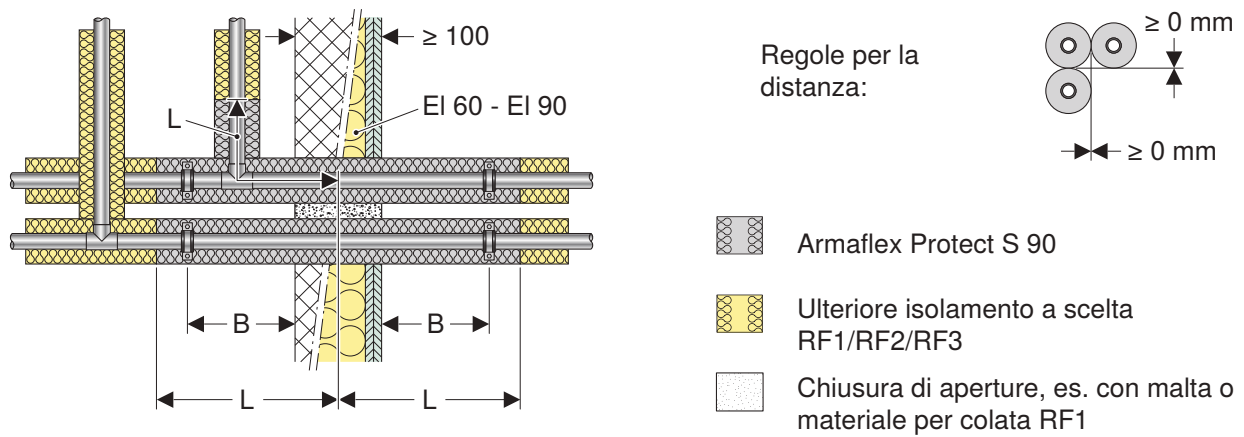 ≥ 100
EI 60 - EI 90
L
B
B
L
L
Regole per la
distanza:
≥ 0 mm
≥ 0 mm
Armaflex Protect S 90
Ulteriore isolamento a scelta
RF1/RF2/RF3
Chiusura di aperture, es. con malta o
materiale per colata RF1